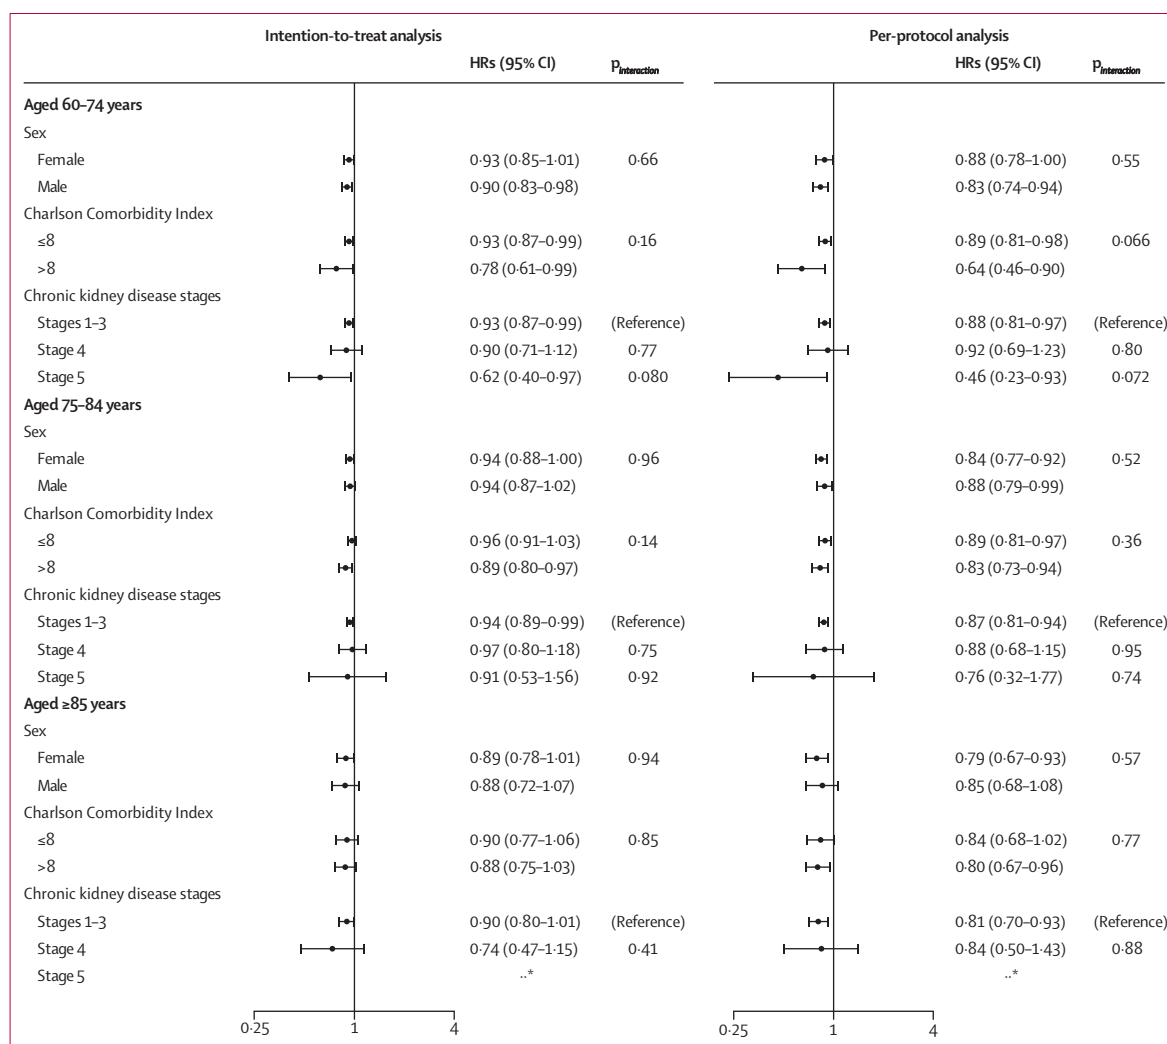 Intention-to-treat analysis Per-protocol analysis
HRs (95% CI) pinteraction HRs (95% CI) pinteraction
Aged 60–74 years
Sex
Female 0·93 (0·85–1·01) 0·66 0·88 (0·78–1·00) 0·55
Male 0·90 (0·83–0·98) 0·83 (0·74–0·94)
Charlson Comorbidity Index
≤8 0·93 (0·87–0·99) 0·16 0·89 (0·81–0·98) 0·066
>8 0·78 (0·61–0·99) 0·64 (0·46–0·90)
Chronic kidney disease stages
Stages 1–3 0·93 (0·87–0·99) (Reference) 0·88 (0·81–0·97) (Reference)
Stage 4 0·90 (0·71–1·12) 0·77 0·92 (0·69–1·23) 0·80
Stage 5 0·62 (0·40–0·97) 0·080 0·46 (0·23–0·93) 0·072
Aged 75–84 years
Sex
Female 0·94 (0·88–1·00) 0·96 0·84 (0·77–0·92) 0·52
Male 0·94 (0·87–1·02) 0·88 (0·79–0·99)
Charlson Comorbidity Index
≤8 0·96 (0·91–1·03) 0·14 0·89 (0·81–0·97) 0·36
>8 0·89 (0·80–0·97) 0·83 (0·73–0·94)
Chronic kidney disease stages
Stages 1–3 0·94 (0·89–0·99) (Reference) 0·87 (0·81–0·94) (Reference)
Stage 4 0·97 (0·80–1·18) 0·75 0·88 (0·68–1·15) 0·95
Stage 5 0·91 (0·53–1·56) 0·92 0·76 (0·32–1·77) 0·74
Aged ≥85 years
Sex
Female 0·89 (0·78–1·01) 0·94 0·79 (0·67–0·93) 0·57
Male 0·88 (0·72–1·07) 0·85 (0·68–1·08)
Charlson Comorbidity Index
≤8 0·90 (0·77–1·06) 0·85 0·84 (0·68–1·02) 0·77
>8 0·88 (0·75–1·03) 0·80 (0·67–0·96)
Chronic kidney disease stages
Stages 1–3 0·90 (0·80–1·01) (Reference) 0·81 (0·70–0·93) (Reference)
Stage 4 0·74 (0·47–1·15) 0·41 0·84 (0·50–1·43) 0·88
Stage 5 ··* ··*
0·25 1 4 0·25 1 4